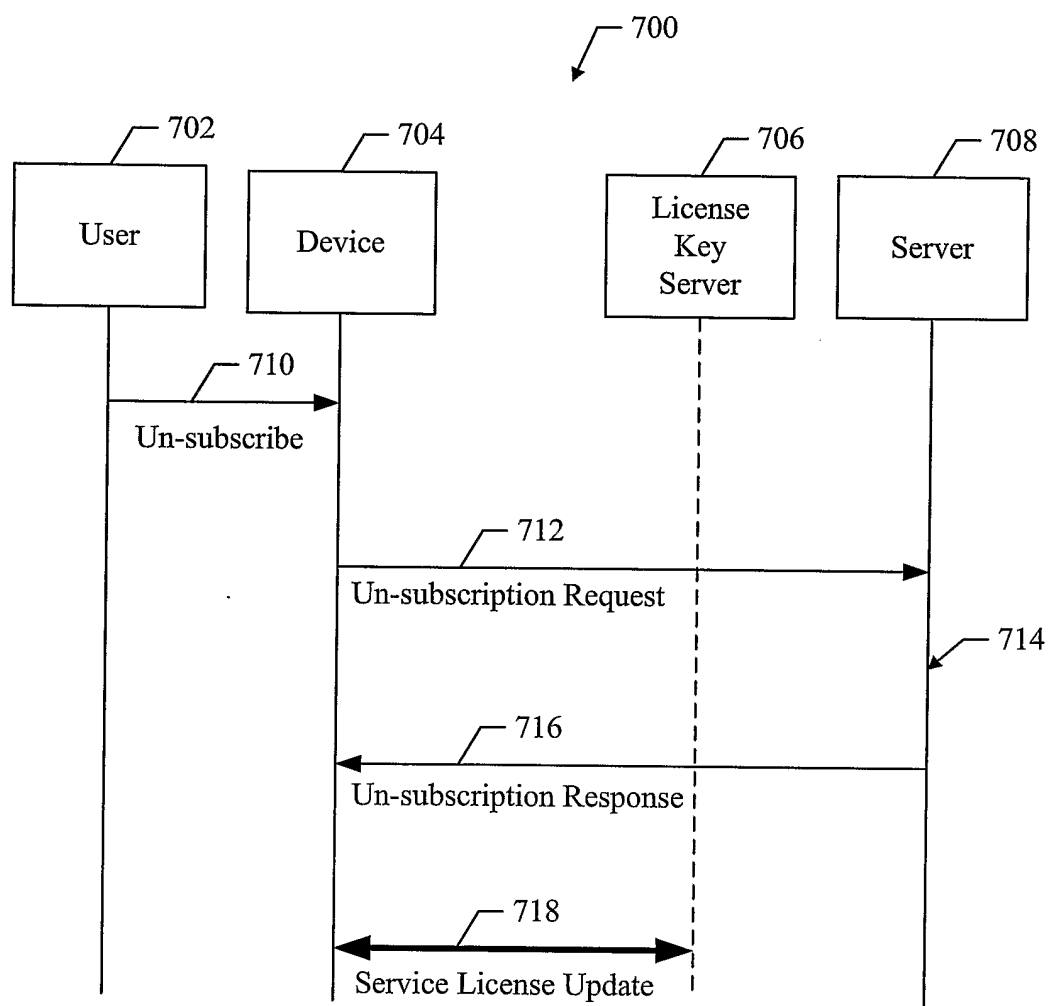 700
702
704
706
708
User
Device
License
Key
Server
Server
710
Un-subscribe
712
Un-subscription Request
714
716
Un-subscription Response
718
Service License Update